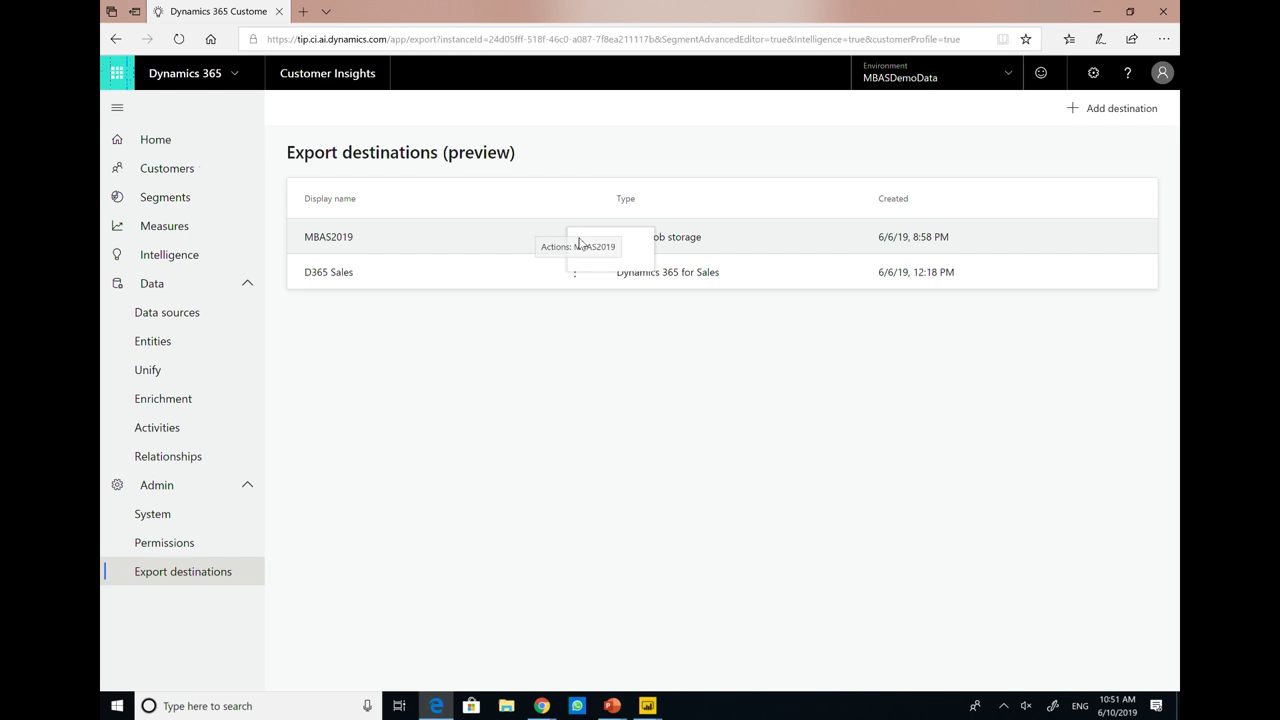 Dynamics 365 Custome
https://tip.ci.ai.dynamics.com/app/export?instanceId=24d05fff-518f-46c0-a087-7f8ea211117b&SegmentAdvancedEditor=true&Intelligence=true&customerProfile=true
Dynamics 365
Customer Insights
Environment
MBASDemoData
Add destination
Home
Customers
Segments
Measures
Intelligence
Data
Data sources
Entities
Unify
Enrichment
Activities
Relationships
Admin
System
Permissions
Export destinations
Export destinations (preview)
Display name Type Created
MBAS2019 ob storage 6/6/19, 8:58 PM
Actions: MBAS2019
D365 Sales Dynamics 365 for Sales 6/6/19, 12:18 PM
Type here to search
ENG
10:51 AM
6/10/2019